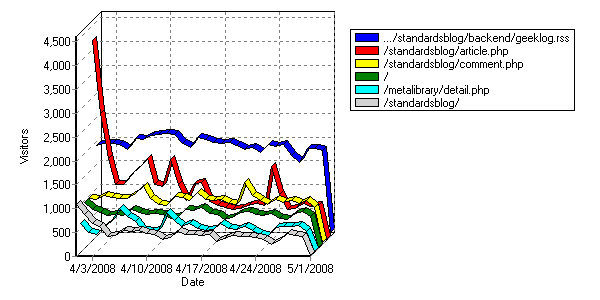 4,500
4,000
3,500
3,000
2,500
2,000
1,500
1,000
500
0
Visitors
4/3/2008 4/10/2008 4/17/2008 4/24/2008 5/1/2008
Date
.../standardsblog/backend/geeklog.rss
/standardsblog/article.php
/standardsblog/comment.php
/
/metalibrary/detail.php
/standardsblog/